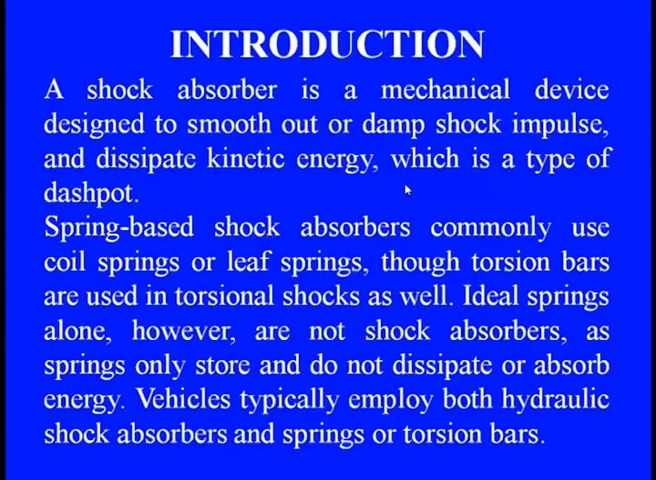 INTRODUCTION
A shock absorber is a mechanical device
designed to smooth out or damp shock impulse,
and dissipate kinetic energy, which is a type of
dashpot.
Spring-based shock absorbers commonly use
coil springs or leaf springs, though torsion bars
are used in torsional shocks as well. Ideal springs
alone, however, are not shock absorbers, as
springs only store and do not dissipate or absorb
energy. Vehicles typically employ both hydraulic
shock absorbers and springs or torsion bars.